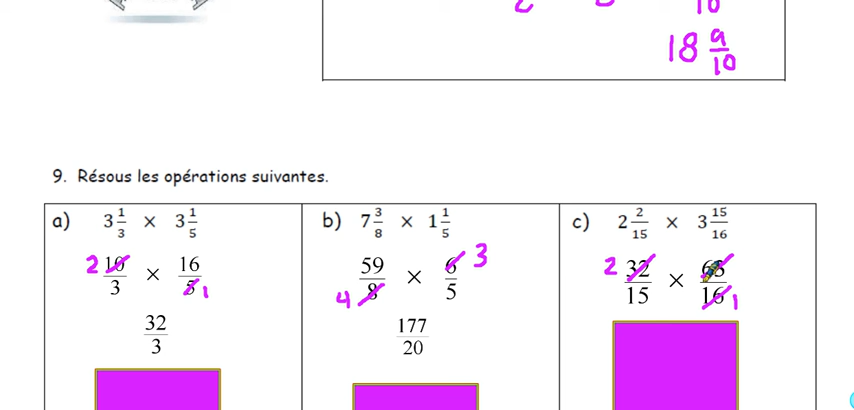 10
18 9/10
9. Résous les opérations suivantes.
a) 3 1/3 × 3 1/5
2 10/3 × 16/5 1
32/3
b) 7 3/8 × 1 1/5
59/8 × 6/5 3
4
177/20
c) 2 2/15 × 3 15/16
2 32/15 × 63/16 1